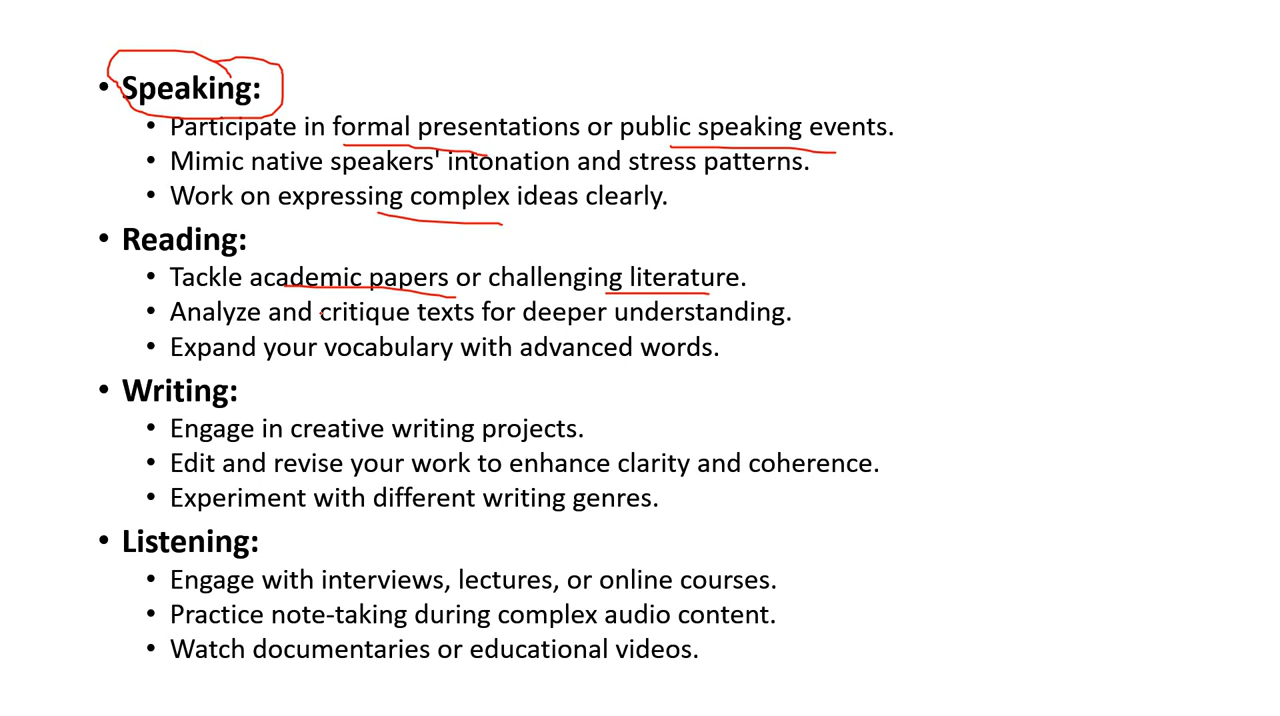 • Speaking:
• Participate in formal presentations or public speaking events.
• Mimic native speakers' intonation and stress patterns.
• Work on expressing complex ideas clearly.
• Reading:
• Tackle academic papers or challenging literature.
• Analyze and critique texts for deeper understanding.
• Expand your vocabulary with advanced words.
• Writing:
• Engage in creative writing projects.
• Edit and revise your work to enhance clarity and coherence.
• Experiment with different writing genres.
• Listening:
• Engage with interviews, lectures, or online courses.
• Practice note-taking during complex audio content.
• Watch documentaries or educational videos.